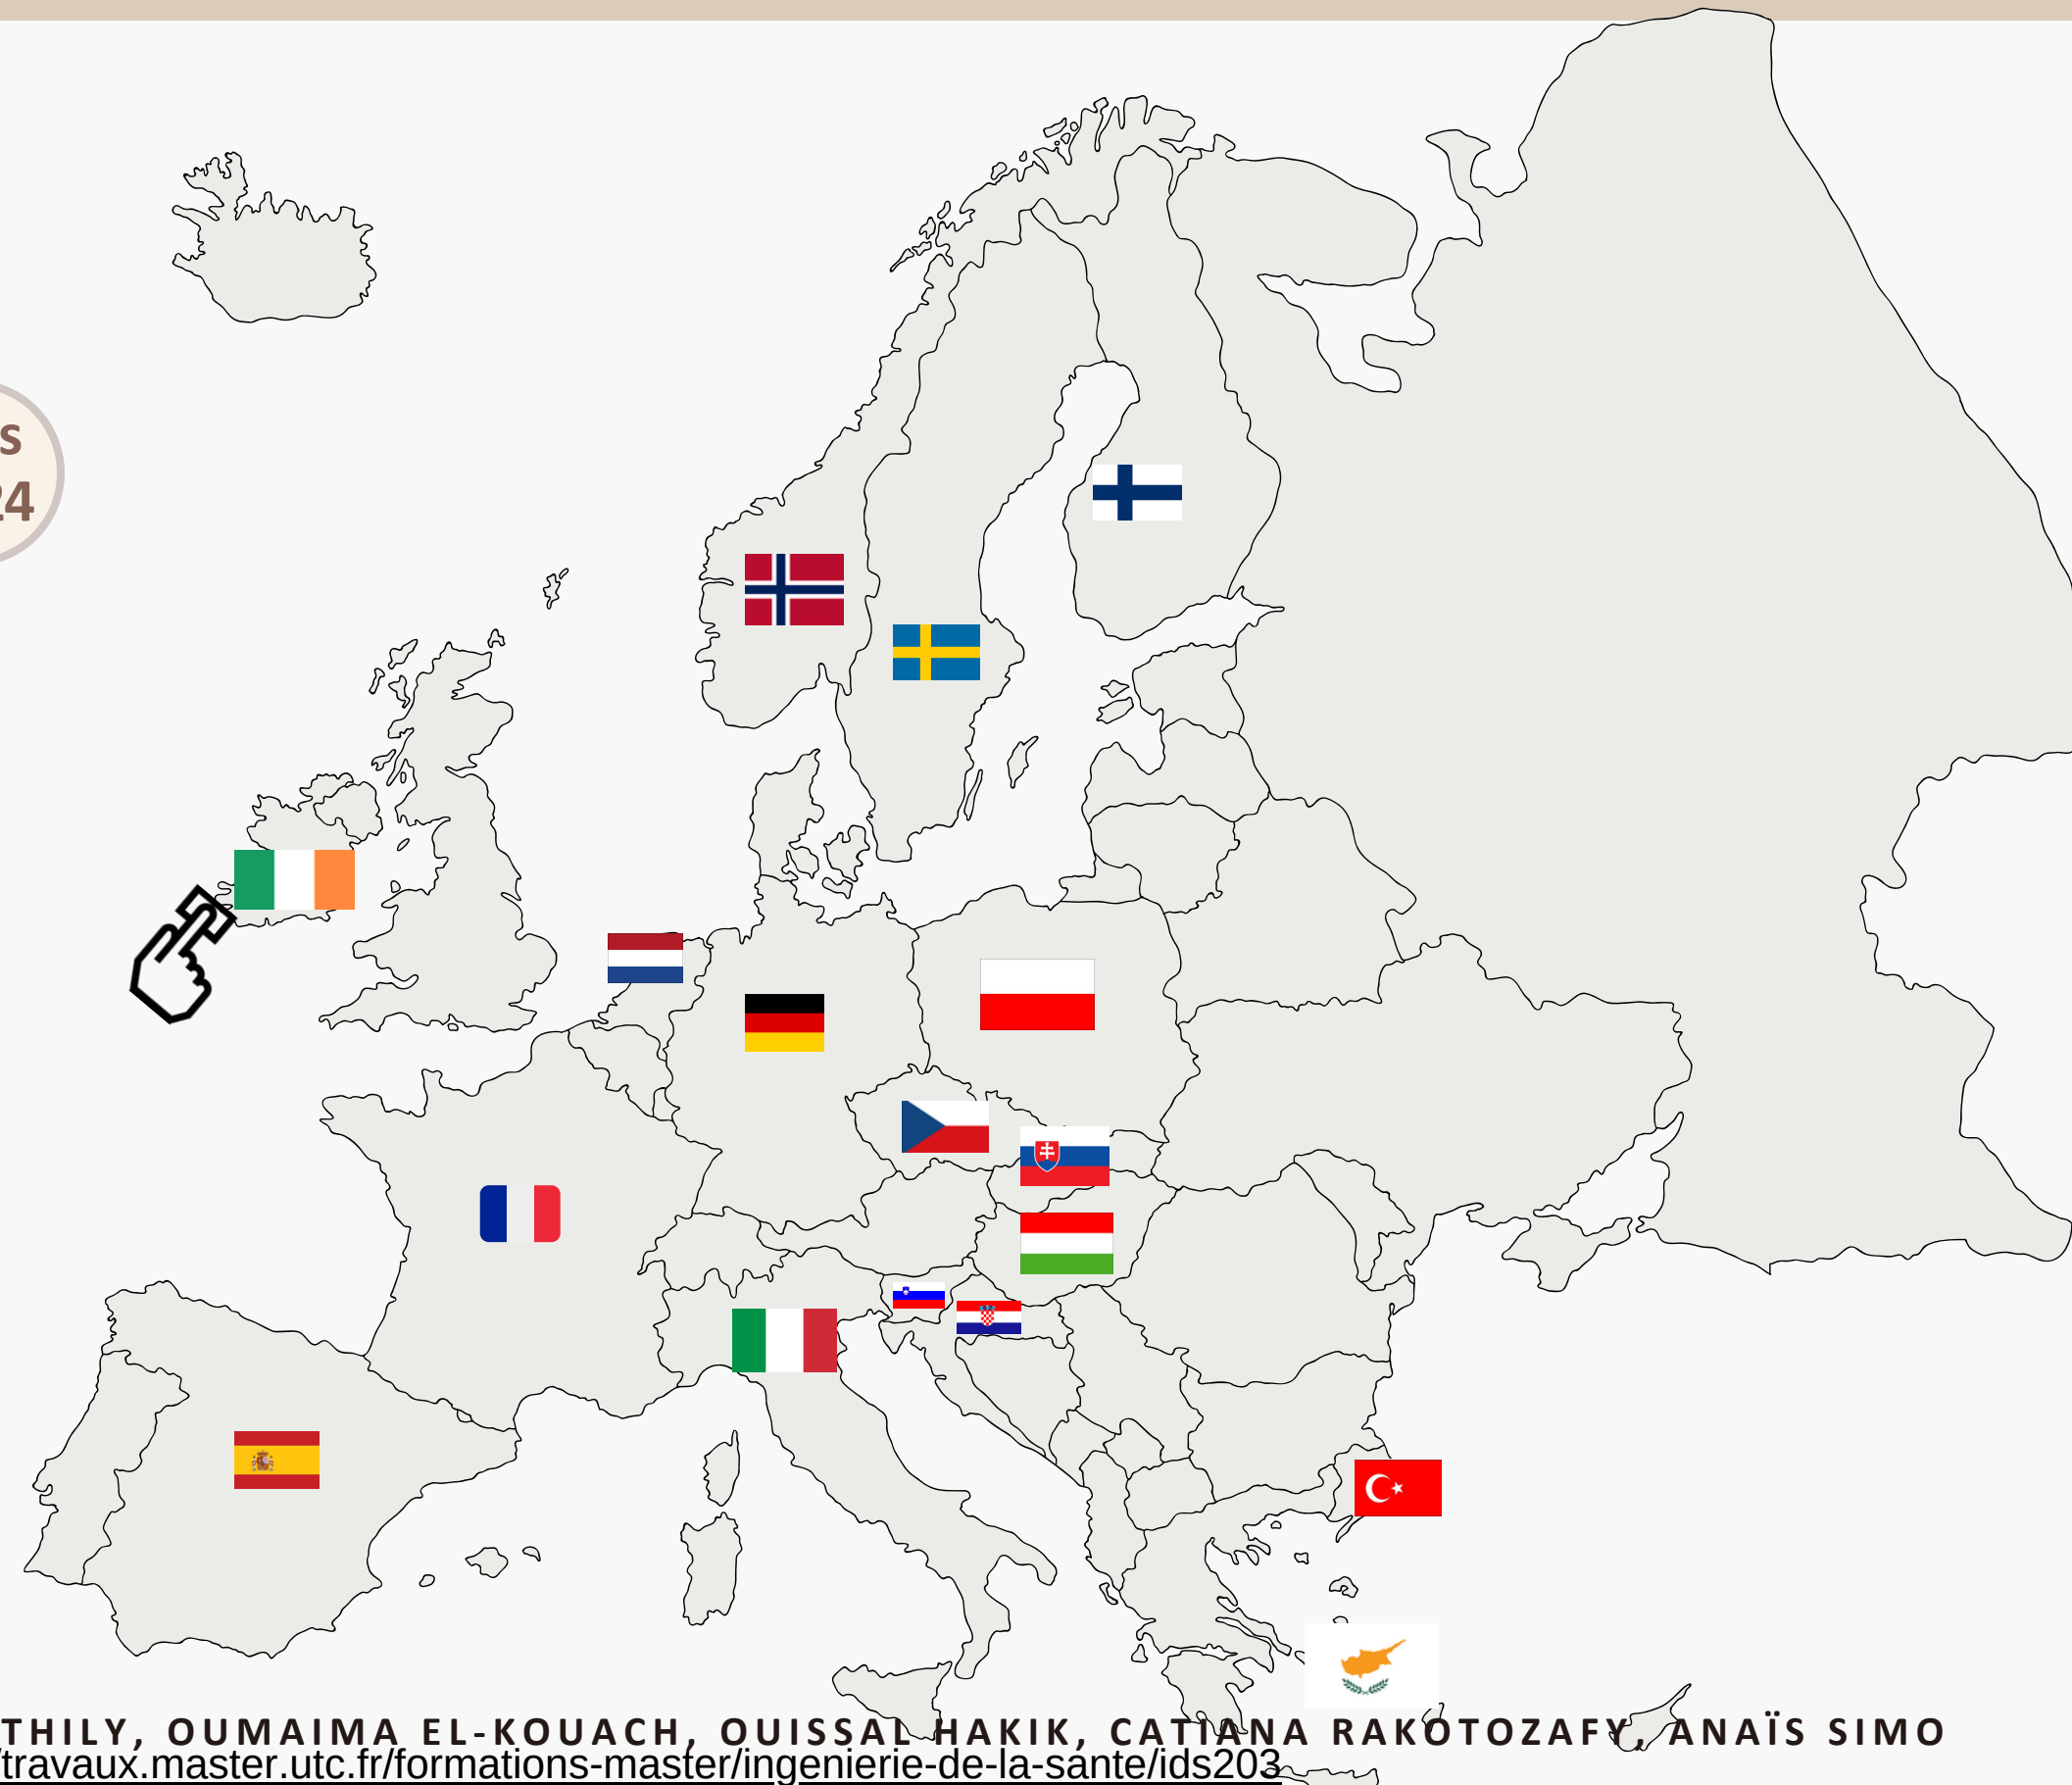 s
24
THILY, OUMAIMA EL-KOUACH, OUISSAL HAKIK, CATIANA RAKOTOZAFY, ANAÏS SIMO
/travaux.master.utc.fr/formations-master/ingenierie-de-la-sante/ids203